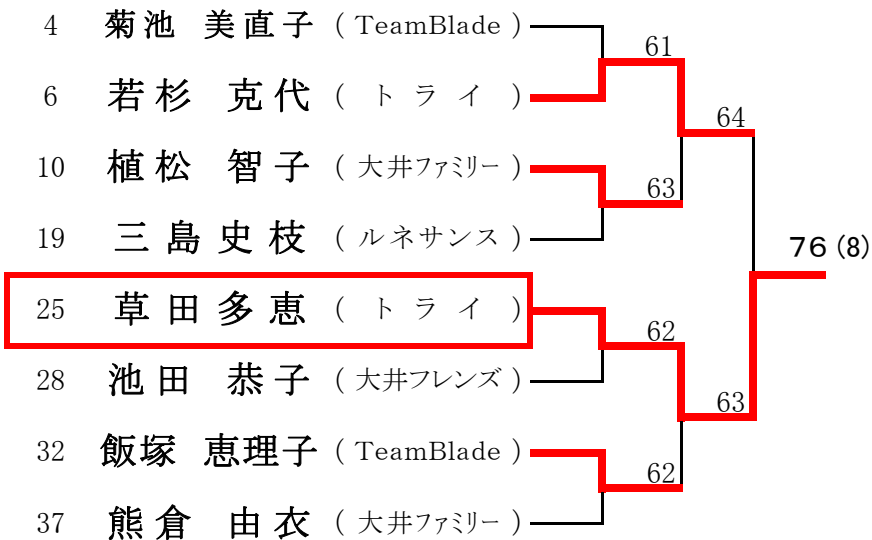 4 菊池 美直子 ( TeamBlade )
61
6 若杉 克代 ( トライ )
64
10 植松 智子 ( 大井ファミリー )
63
19 三島史枝 ( ルネサンス )
76 (8)
25 草田多恵 ( トライ )
62
28 池田 恭子 ( 大井フレンズ )
63
32 飯塚 恵理子 ( TeamBlade )
62
37 熊倉 由衣 ( 大井ファミリー )